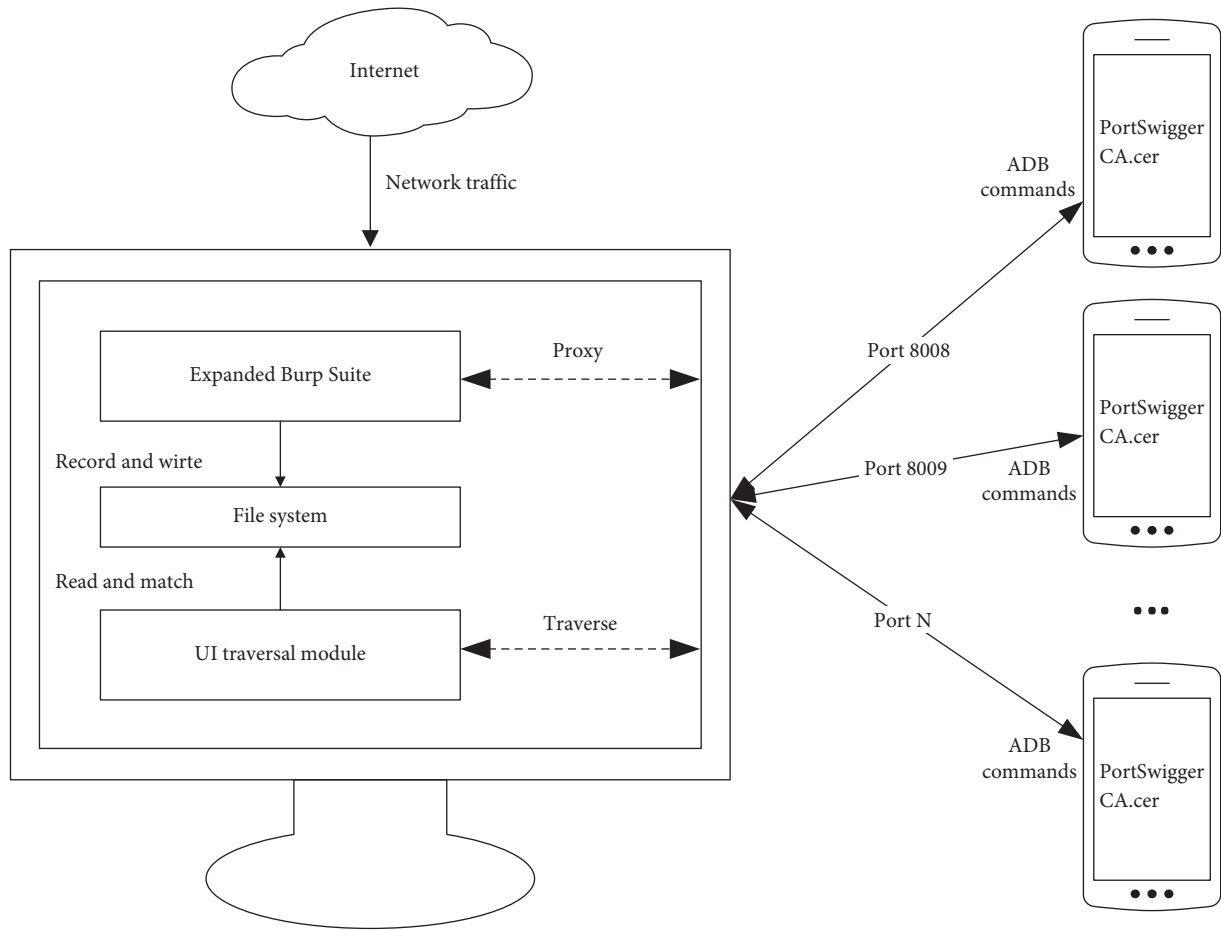 Internet
Network traffic
Expanded Burp Suite
Proxy
Record and wirte
File system
Read and match
UI traversal module
Traverse
Port 8008
Port 8009
Port N
ADB
commands
PortSwigger
CA.cer
ADB
commands
PortSwigger
CA.cer
ADB
commands
PortSwigger
CA.cer